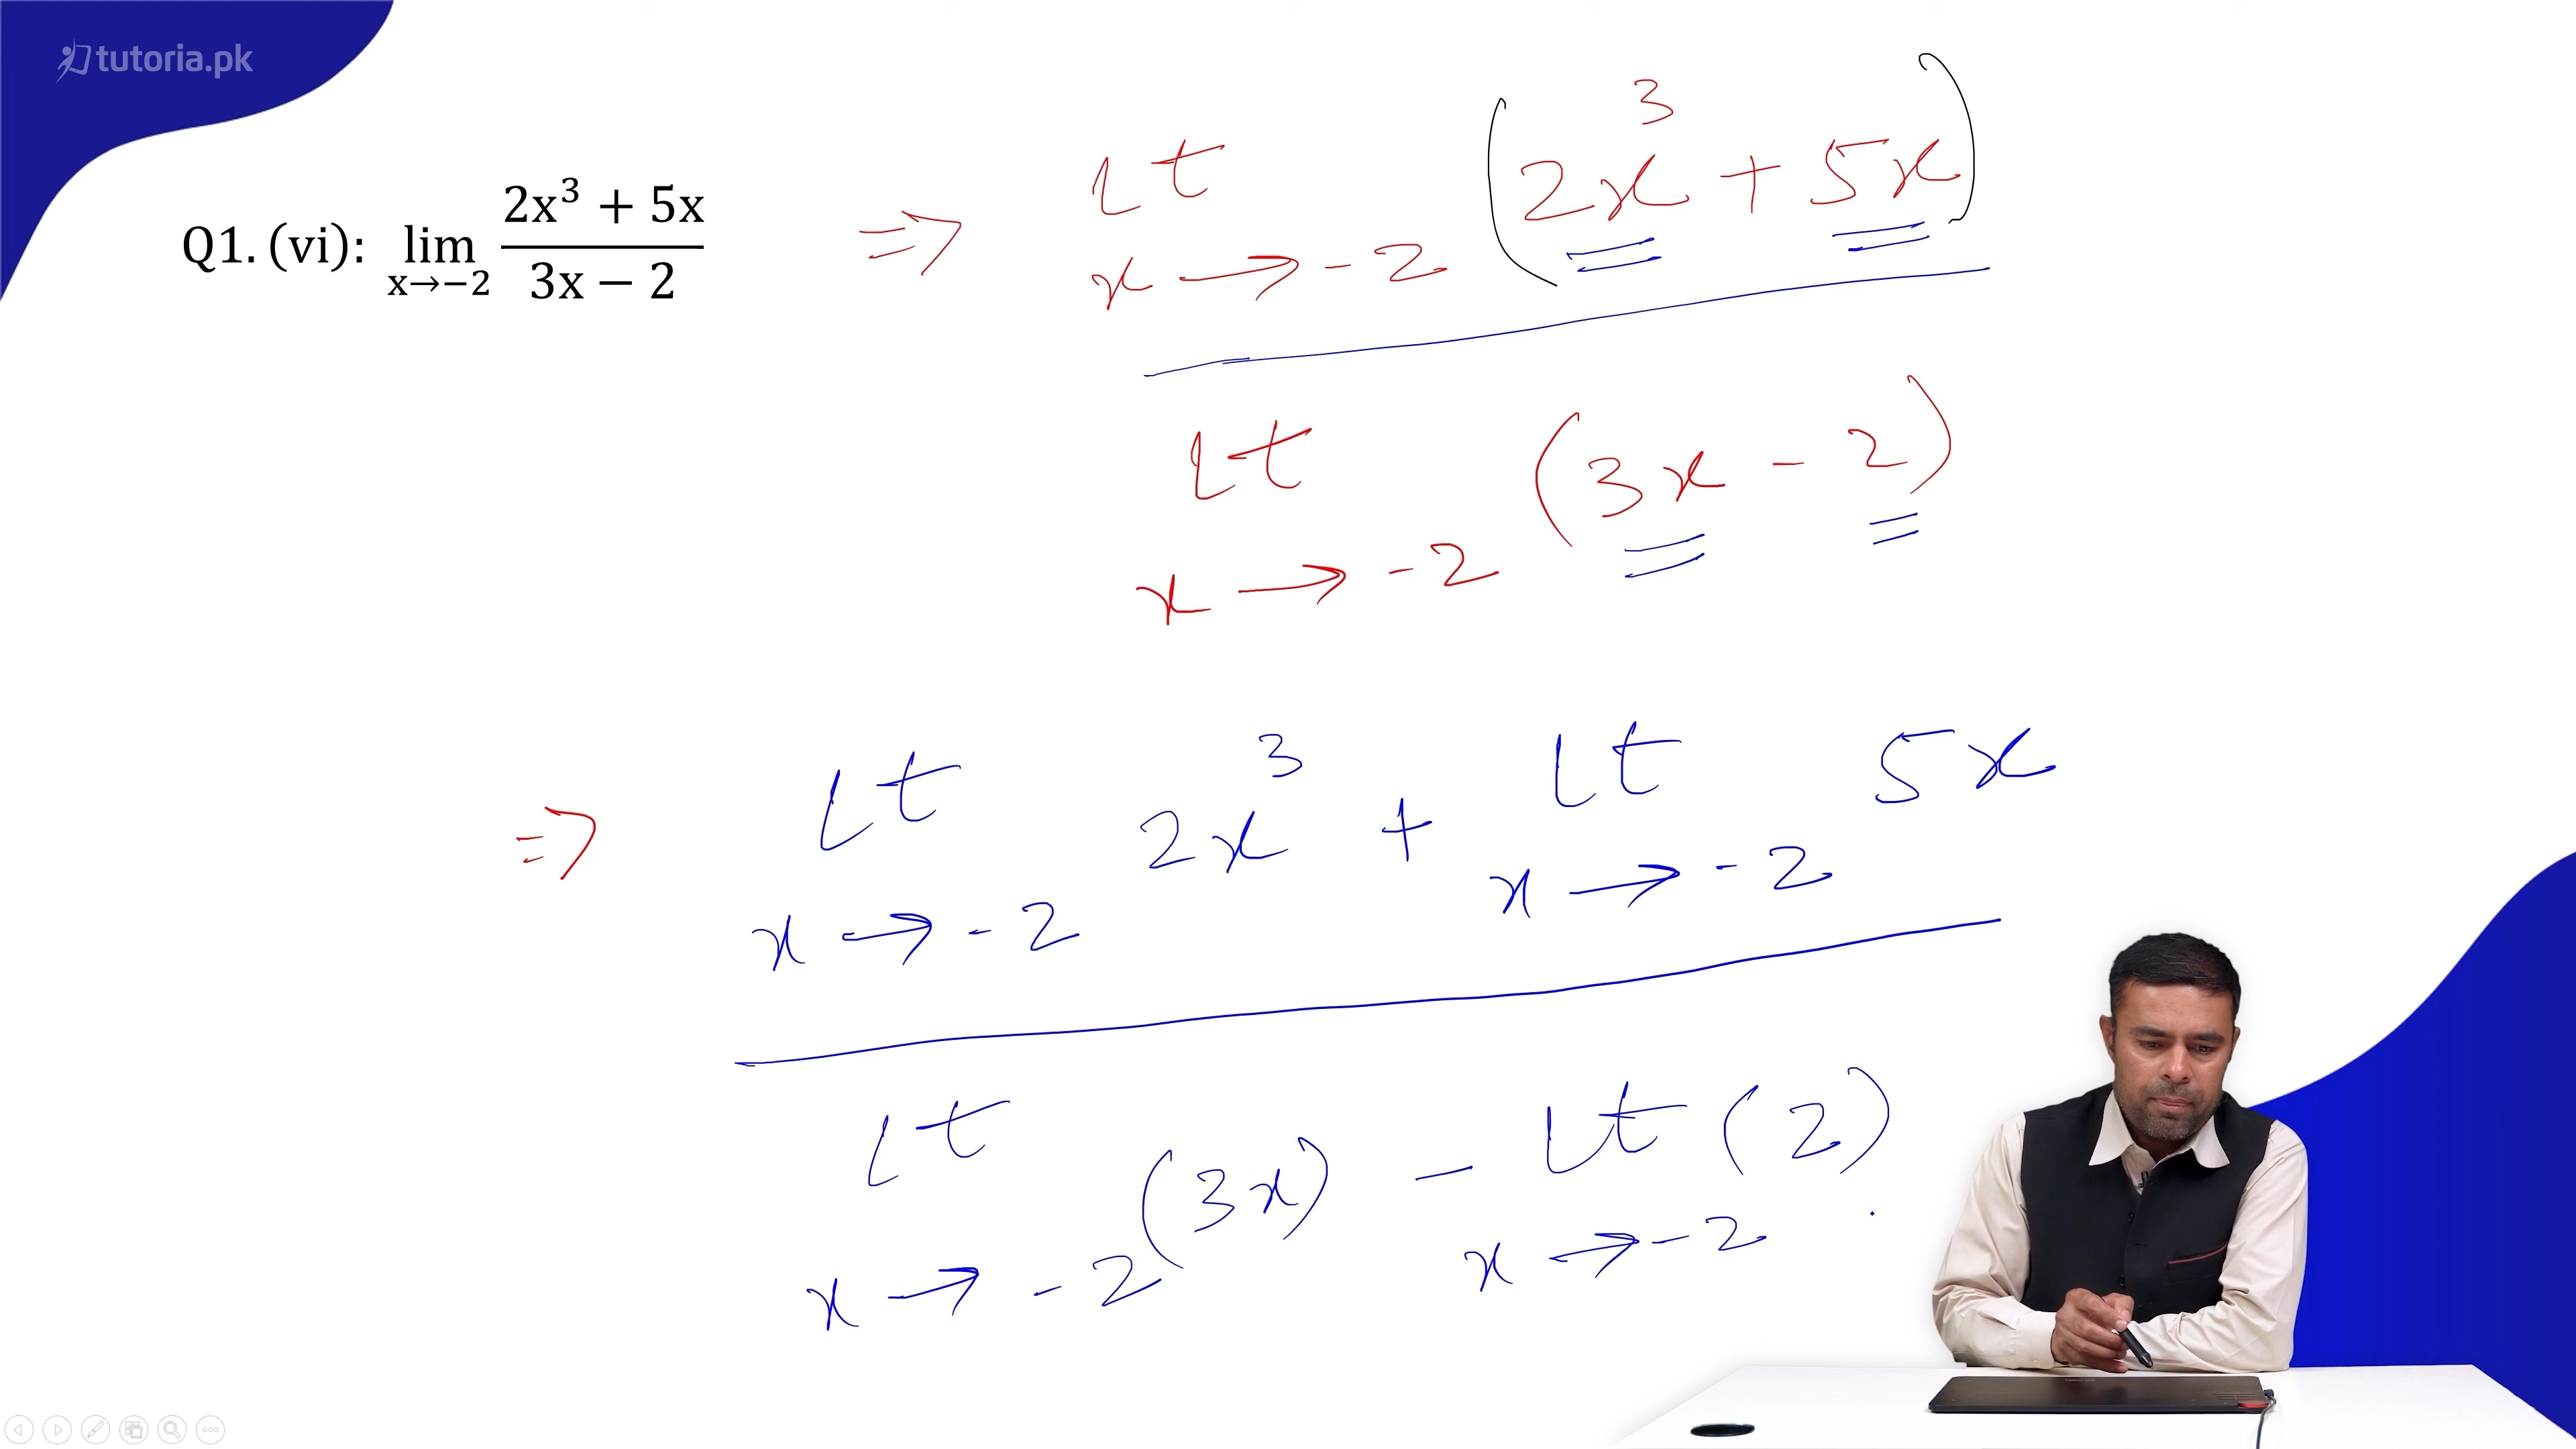 tutoria.pk
Q1. (vi): lim x→−2 (2x³ + 5x)/(3x − 2)
⇒ Lt x → -2 (2x³ + 5x)
Lt x → -2 (3x - 2)
⇒ Lt x → -2 2x³ + Lt x → -2 5x
Lt x → -2 (3x) - Lt x → -2 (2)